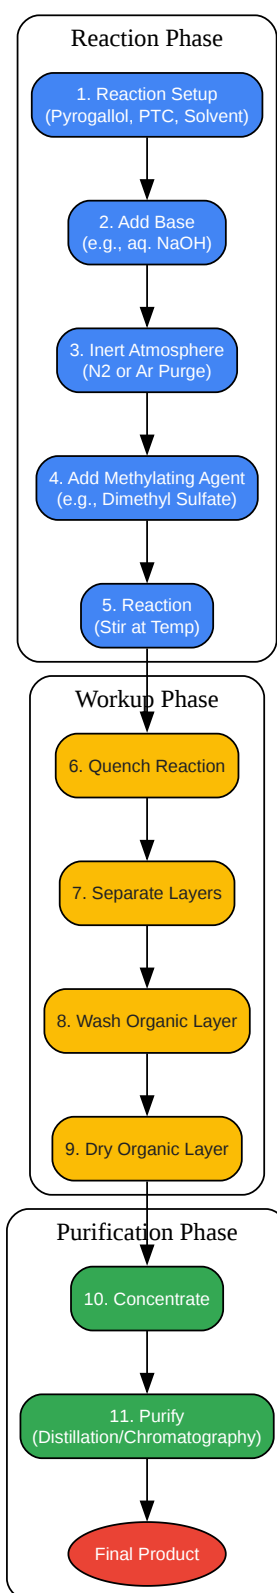 Reaction Phase
1. Reaction Setup
(Pyrogallol, PTC, Solvent)
2. Add Base
(e.g., aq. NaOH)
3. Inert Atmosphere
(N2 or Ar Purge)
4. Add Methylating Agent
(e.g., Dimethyl Sulfate)
5. Reaction
(Stir at Temp)
Workup Phase
6. Quench Reaction
7. Separate Layers
8. Wash Organic Layer
9. Dry Organic Layer
Purification Phase
10. Concentrate
11. Purify
(Distillation/Chromatography)
Final Product